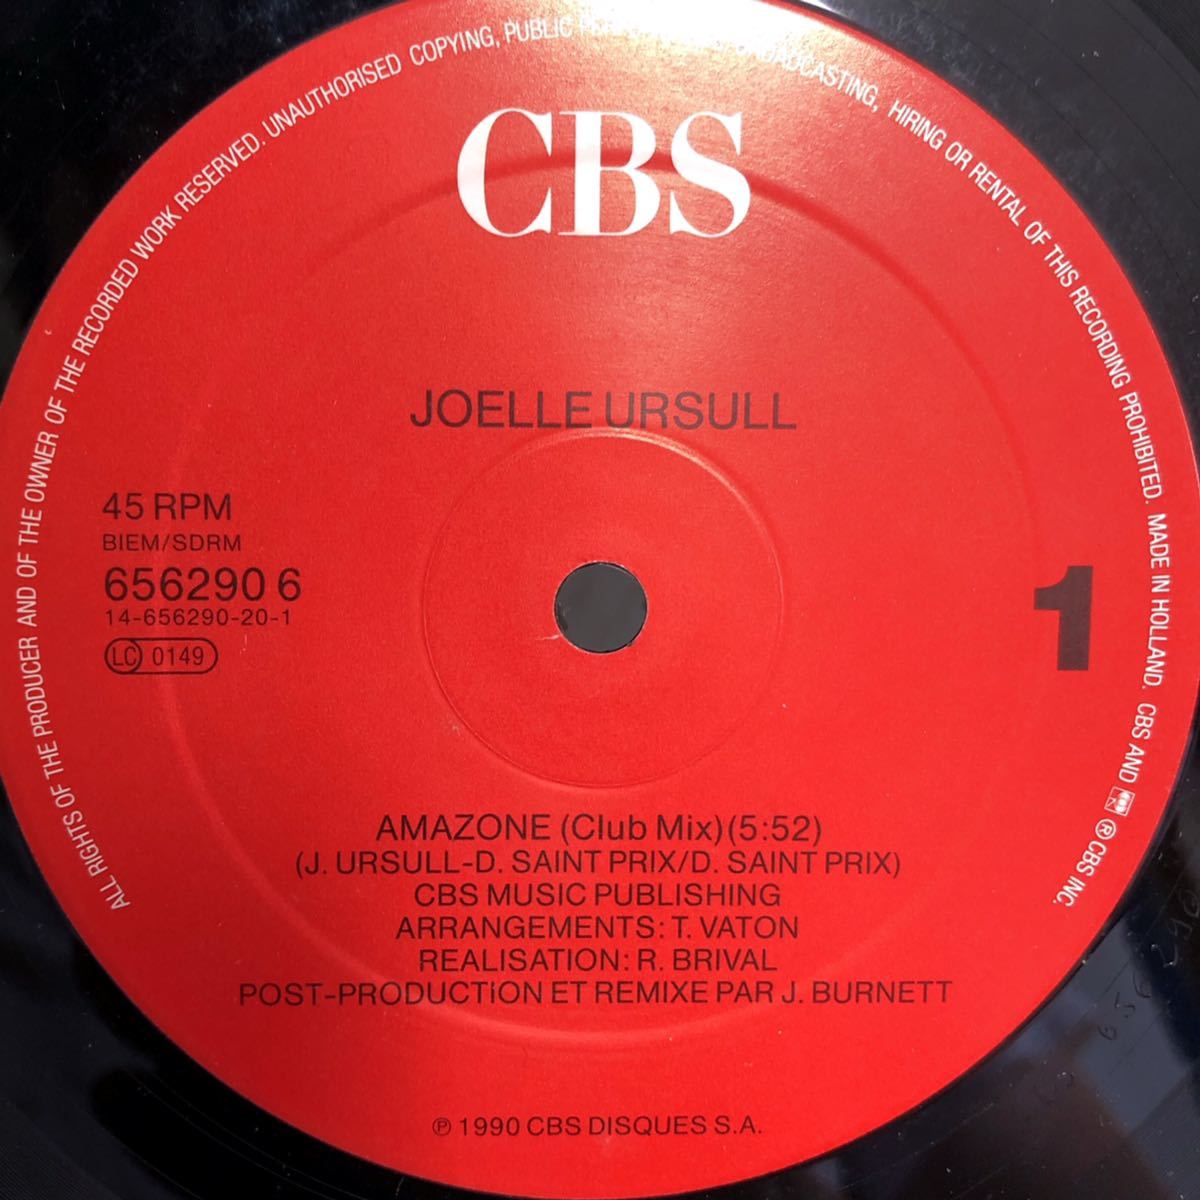 ALL RIGHTS OF THE PRODUCER AND OF THE OWNER OF THE RECORDED WORK RESERVED. UNAUTHORISED COPYING, PUBLIC BROADCASTING, HIRING OR RENTAL OF THIS RECORDING PROHIBITED. MADE IN HOLLAND. CBS AND ® CBS INC.
CBS
JOELLE URSULL
45 RPM
BIEM/SDRM
656290 6
14-656290-20-1
LC 0149
1
AMAZONE (Club Mix)(5:52)
(J. URSULL-D. SAINT PRIX/D. SAINT PRIX)
CBS MUSIC PUBLISHING
ARRANGEMENTS: T. VATON
REALISATION: R. BRIVAL
POST-PRODUCTION ET REMIXE PAR J. BURNETT
℗ 1990 CBS DISQUES S.A.